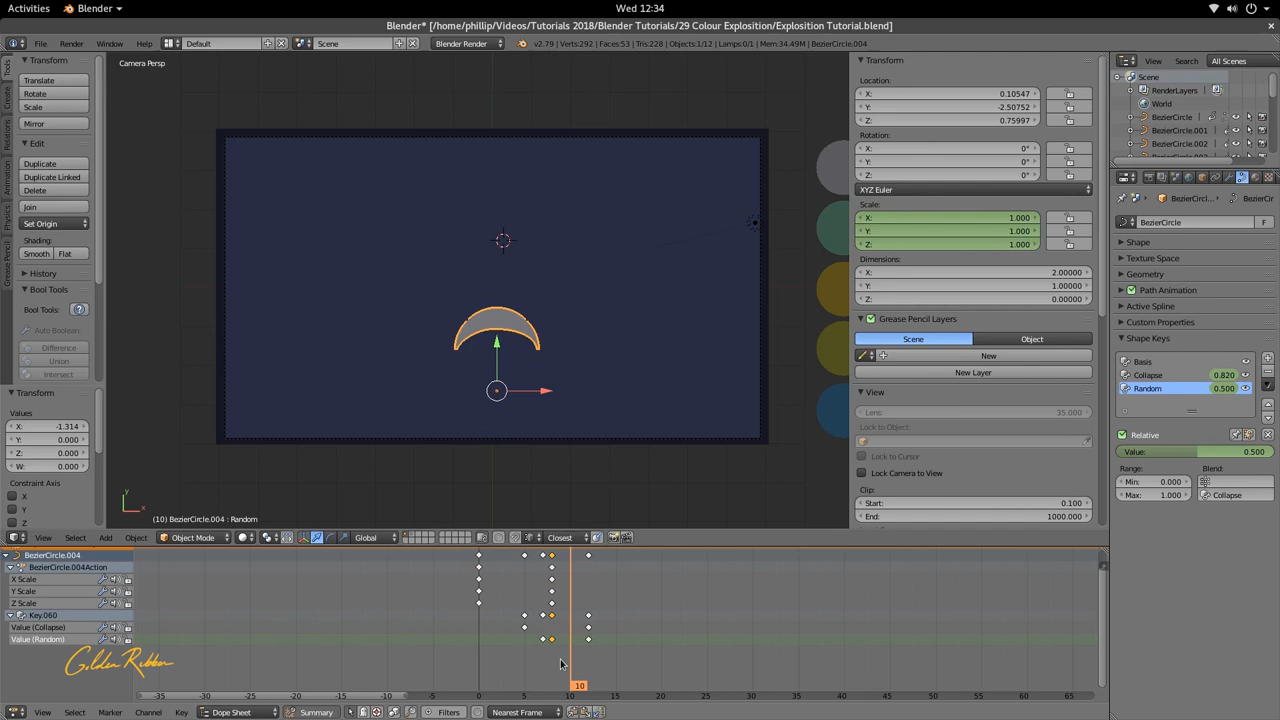 Activities
Blender
Wed 12:34
Blender* [/home/phillip/Videos/Tutorials 2018/Blender Tutorials/29 Colour Explosition/Explosition Tutorial.blend]
File Render Window Help
Default
Scene
Blender Render
v2.79 | Verts:292 | Faces:53 | Tris:228 | Objects:1/12 | Lamps:0/1 | Mem:34.49M | BezierCircle.004
Tools
Create
Relations
Animation
Physics
Grease Pencil
Transform
Translate
Rotate
Scale
Mirror
Edit
Duplicate
Duplicate Linked
Delete
Join
Set Origin
Shading:
Smooth Flat
History
Bool Tools
Bool Tools:
Auto Boolean:
Difference
Union
Intersect
Transform
Values
X: -1.314
Y: 0.000
Z: 0.000
W: 0.000
Constraint Axis
X
Y
Z
Camera Persp
y
x
(10) BezierCircle.004 : Random
Transform
Location:
X: 0.10547
Y: -2.50752
Z: 0.75997
Rotation:
X: 0°
Y: 0°
Z: 0°
XYZ Euler
Scale:
X: 1.000
Y: 1.000
Z: 1.000
Dimensions:
X: 2.00000
Y: 1.00000
Z: 0.00000
Grease Pencil Layers
Scene Object
New
New Layer
View
Lens: 35.000
Lock to Object:
Lock to Cursor
Lock Camera to View
Clip:
Start: 0.100
End: 1000.000
View Search All Scenes
Scene
RenderLayers
World
BezierCircle
BezierCircle.001
BezierCircle.002
BezierCircl... BezierCir
BezierCircle F
Shape
Texture Space
Geometry
Path Animation
Active Spline
Custom Properties
Shape Keys
Basis
Collapse 0.820
Random 0.500
Relative
Value: 0.500
Range: Blend:
Min: 0.000
Max: 1.000 Collapse
View Select Add Object
Object Mode
Global
Closest
BezierCircle.004
BezierCircle.004Action
X Scale
Y Scale
Z Scale
Key.060
Value (Collapse)
Value (Random)
Golden Ribbon
10
-35 -30 -25 -20 -15 -10 -5 0 5 10 15 20 25 30 35 40 45 50 55 60 65
View Select Marker Channel Key
Dope Sheet
Summary
Filters
Nearest Frame